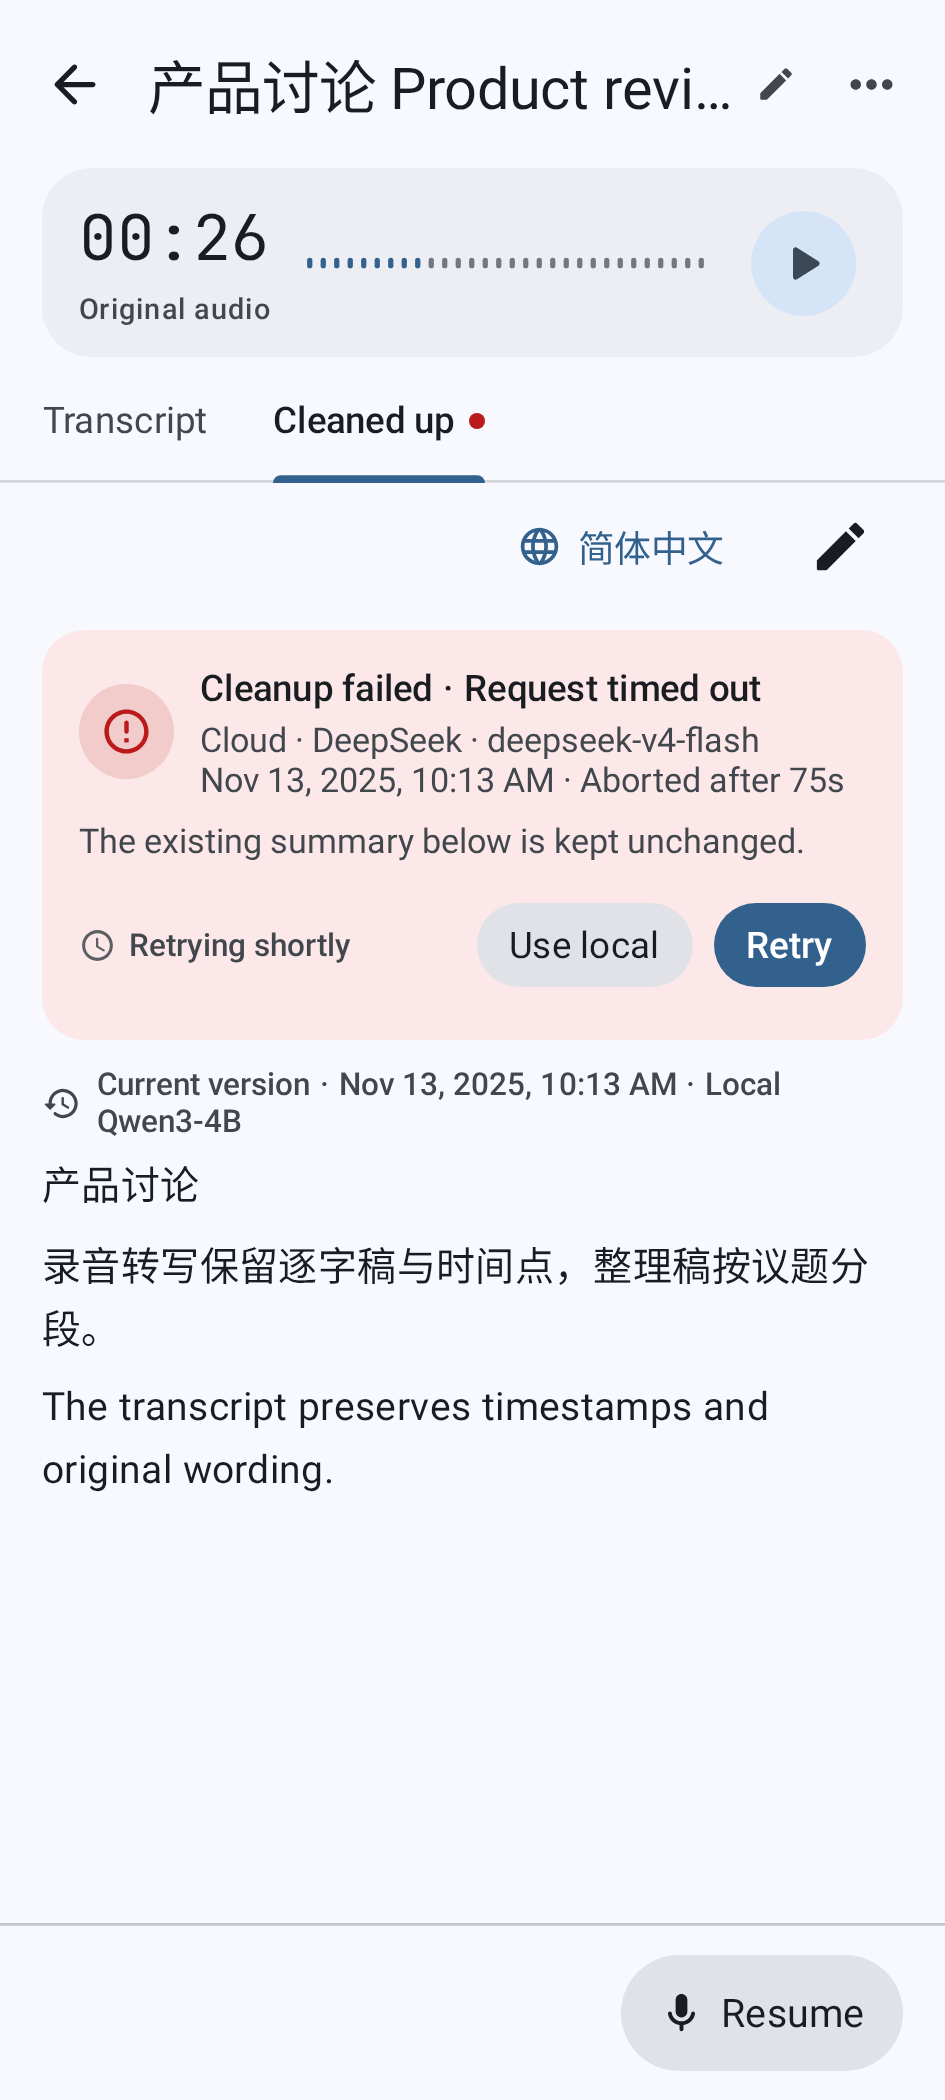 产品讨论 Product revi...
00:26
Original audio
Transcript
Cleaned up
简体中文
Cleanup failed · Request timed out
Cloud · DeepSeek · deepseek-v4-flash
Nov 13, 2025, 10:13 AM · Aborted after 75s
The existing summary below is kept unchanged.
Retrying shortly
Use local
Retry
Current version · Nov 13, 2025, 10:13 AM · Local
Qwen3-4B
产品讨论
录音转写保留逐字稿与时间点，整理稿按议题分
段。
The transcript preserves timestamps and
original wording.
Resume